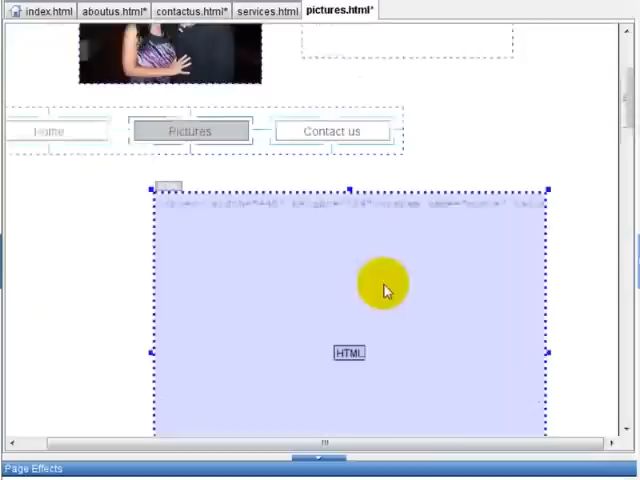 index.html aboutus.html* contactus.html* services.html pictures.html*
Home Pictures Contact us
HTML
Page Effects